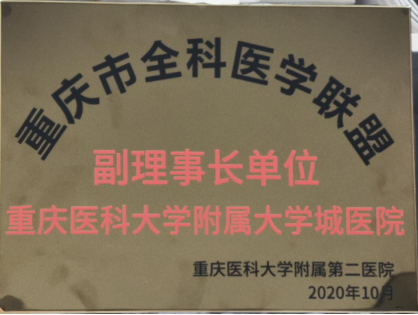 重庆市全科医学联盟
副理事长单位
重庆医科大学附属大学城医院
重庆医科大学附属第二医院
2020年10月